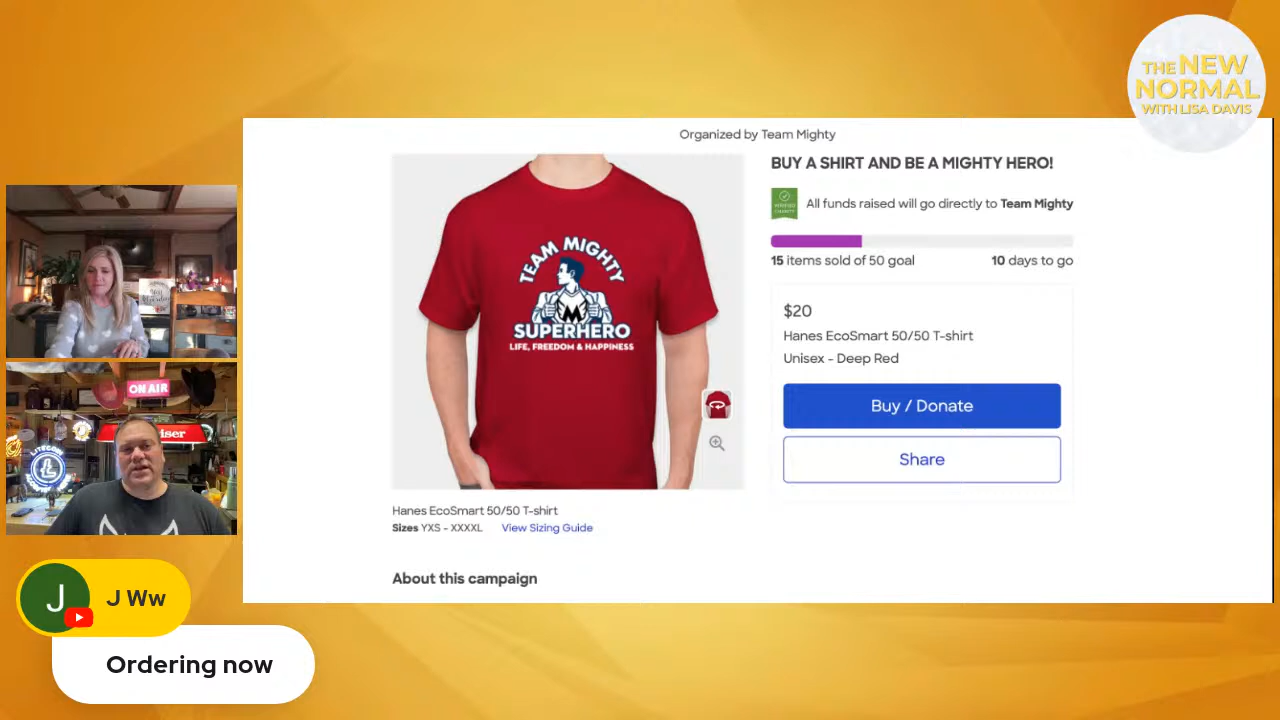 THE NEW
NORMAL
WITH LISA DAVIS
Organized by Team Mighty
BUY A SHIRT AND BE A MIGHTY HERO!
All funds raised will go directly to Team Mighty
15 items sold of 50 goal
10 days to go
$20
Hanes EcoSmart 50/50 T-shirt
Unisex - Deep Red
Buy / Donate
Share
TEAM MIGHTY
SUPERHERO
LIFE, FREEDOM & HAPPINESS
Hanes EcoSmart 50/50 T-shirt
Sizes YXS - XXXXL View Sizing Guide
About this campaign
ON AIR
LITECOIN
J
J Ww
Ordering now